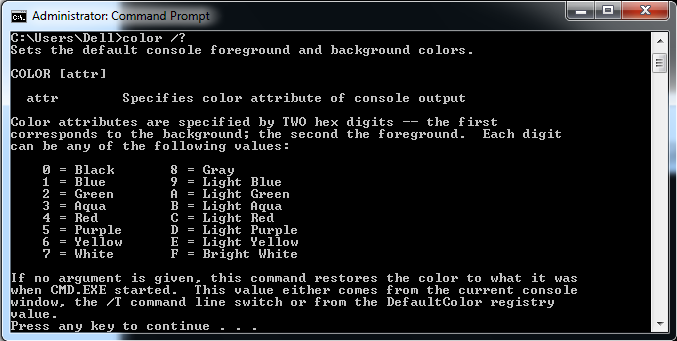 Administrator: Command Prompt
C:\Users\Dell>color /?
Sets the default console foreground and background colors.
COLOR [attr]
  attr        Specifies color attribute of console output
Color attributes are specified by TWO hex digits -- the first
corresponds to the background; the second the foreground.  Each digit
can be any of the following values:
    0 = Black       8 = Gray
    1 = Blue        9 = Light Blue
    2 = Green       A = Light Green
    3 = Aqua        B = Light Aqua
    4 = Red         C = Light Red
    5 = Purple      D = Light Purple
    6 = Yellow      E = Light Yellow
    7 = White       F = Bright White
If no argument is given, this command restores the color to what it was
when CMD.EXE started.  This value either comes from the current console
window, the /T command line switch or from the DefaultColor registry
value.
Press any key to continue . . .